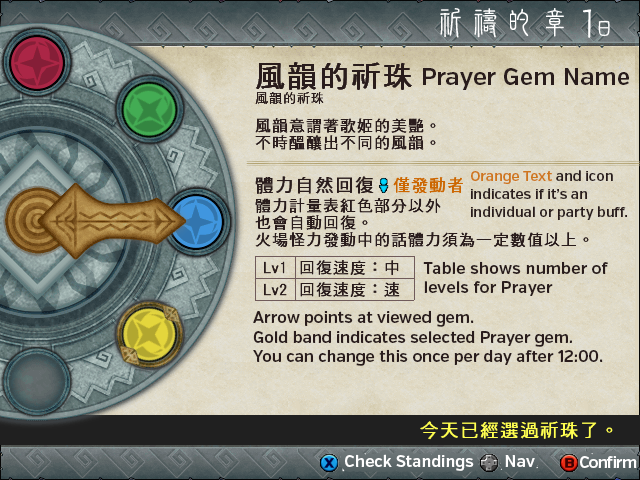 祈禱的章 1日
風韻的祈珠 Prayer Gem Name
風韻的祈珠
風韻意謂著歌姬的美艷。
不時醞釀出不同的風韻。
體力自然回復 僅發動者
Orange Text and icon
indicates if it's an
individual or party buff.
體力計量表紅色部分以外
也會自動回復。
火場怪力發動中的話體力須為一定數值以上。
Lv1 回復速度：中
Lv2 回復速度：速
Table shows number of
levels for Prayer
Arrow points at viewed gem.
Gold band indicates selected Prayer gem.
You can change this once per day after 12:00.
今天已經選過祈珠了。
X Check Standings Nav. B Confirm